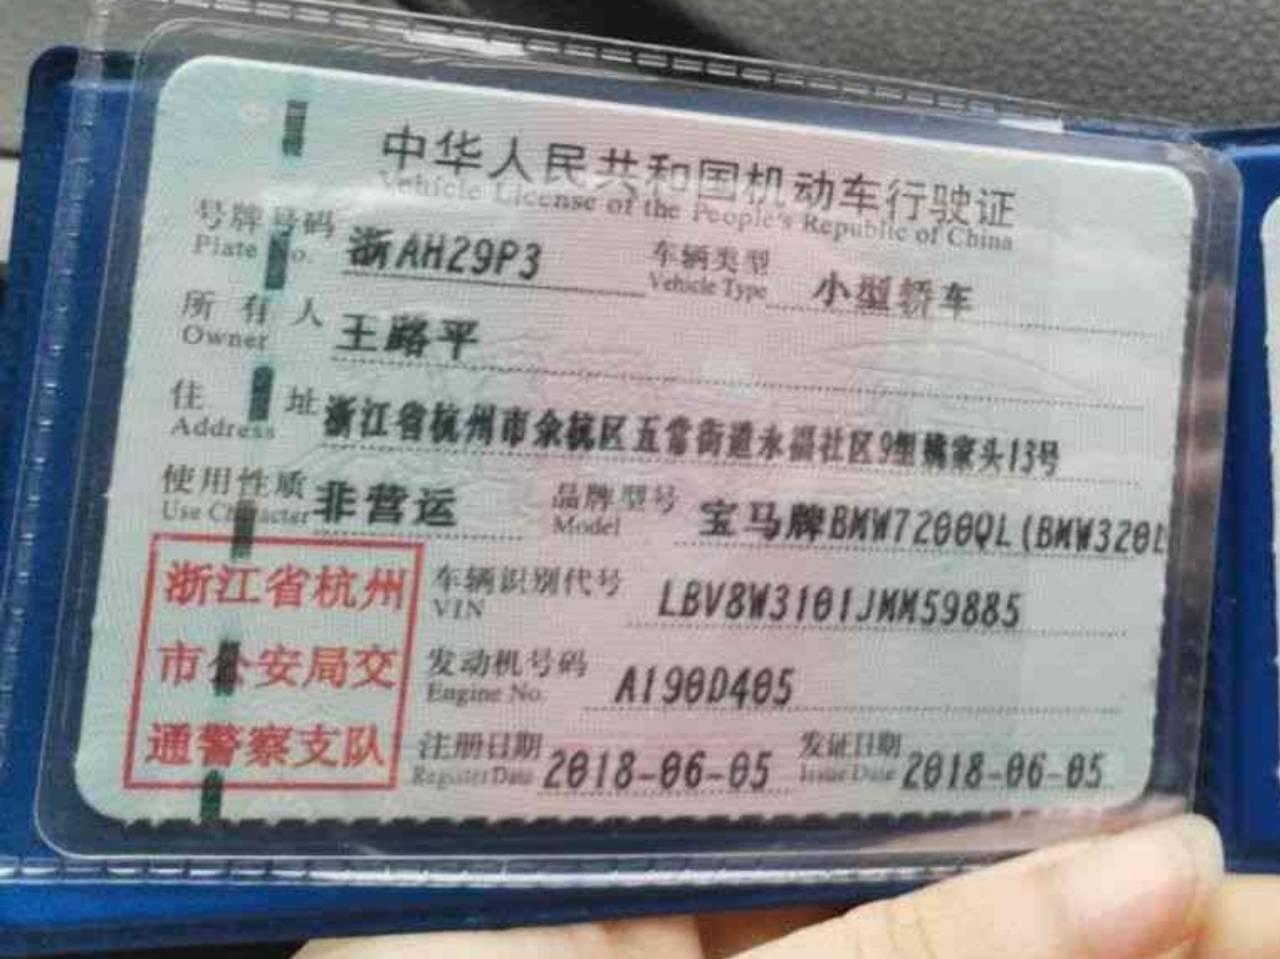 中华人民共和国机动车行驶证
Vehicle License of the People's Republic of China
号牌号码 浙AH29P3 车辆类型 小型轿车
Plate No. Vehicle Type
所有人 王路平
Owner
住址 浙江省杭州市余杭区五常街道永福社区9组 家头13号
Address
使用性质 非营运 品牌型号 宝马牌BMW7200QL(BMW320L
Use Character Model
浙江省杭州
市公安局交
通警察支队
车辆识别代号 LBV8W3101JMM59885
VIN
发动机号码 A190D405
Engine No.
注册日期 2018-06-05 发证日期 2018-06-05
Register Date Issue Date